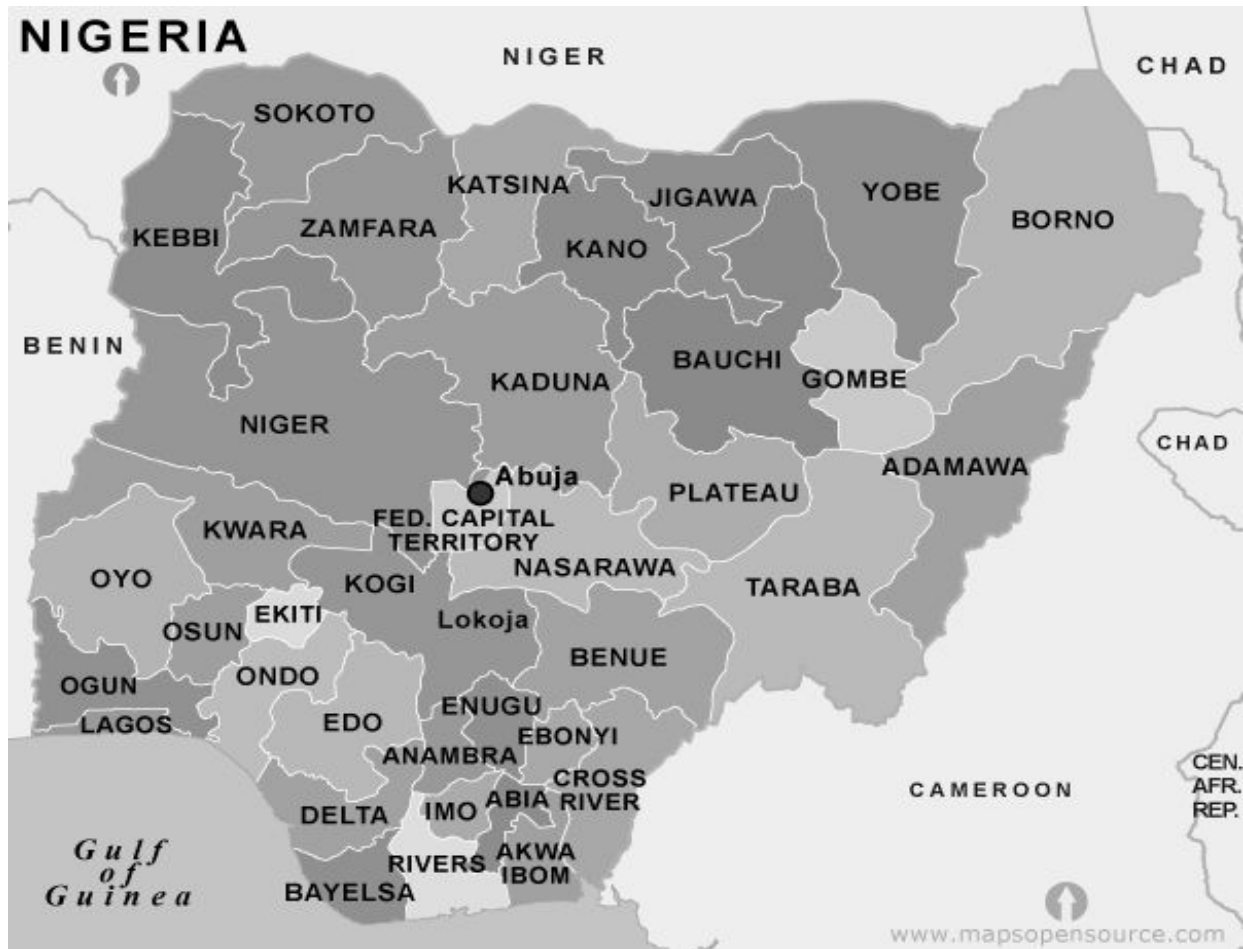 NIGERIA
NIGER
CHAD
SOKOTO
KATSINA
JIGAWA
YOBE
BORNO
KEBBI
ZAMFARA
KANO
BENIN
BAUCHI
GOMBE
KADUNA
NIGER
CHAD
ADAMAWA
Abuja
PLATEAU
FED. CAPITAL
TERRITORY
KWARA
NASARAWA
OYO
KOGI
TARABA
EKITI
Lokoja
OSUN
BENUE
OGUN
ONDO
LAGOS
EDO
ENUGU
EBONYI
ANAMBRA
CROSS
RIVER
CEN.
AFR.
REP.
CAMEROON
DELTA
IMO
ABIA
RIVERS
AKWA
IBOM
BAYELSA
Gulf
of
Guinea
www.mapsopensource.com